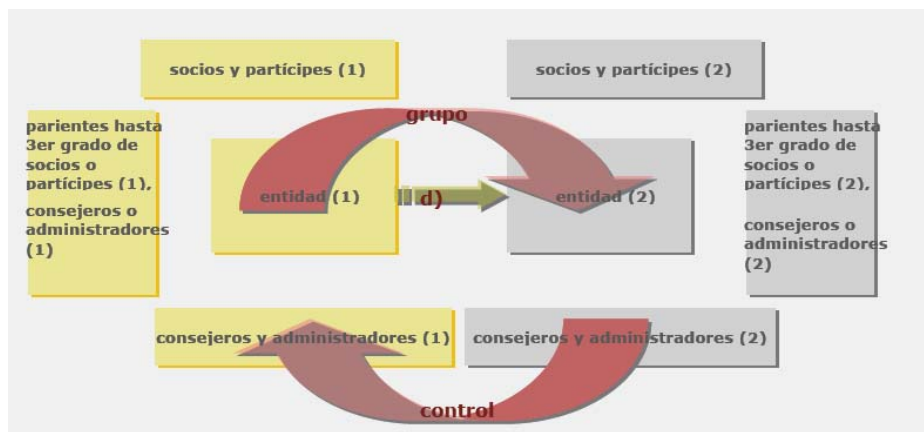 socios y partícipes (1)
socios y partícipes (2)
grupo
parientes hasta
3er grado de
socios o
partícipes (1),
consejeros o
administradores
(1)
entidad (1)
d)
entidad (2)
parientes hasta
3er grado de
socios o
partícipes (2),
consejeros o
administradores
(2)
consejeros y administradores (1)
consejeros y administradores (2)
control